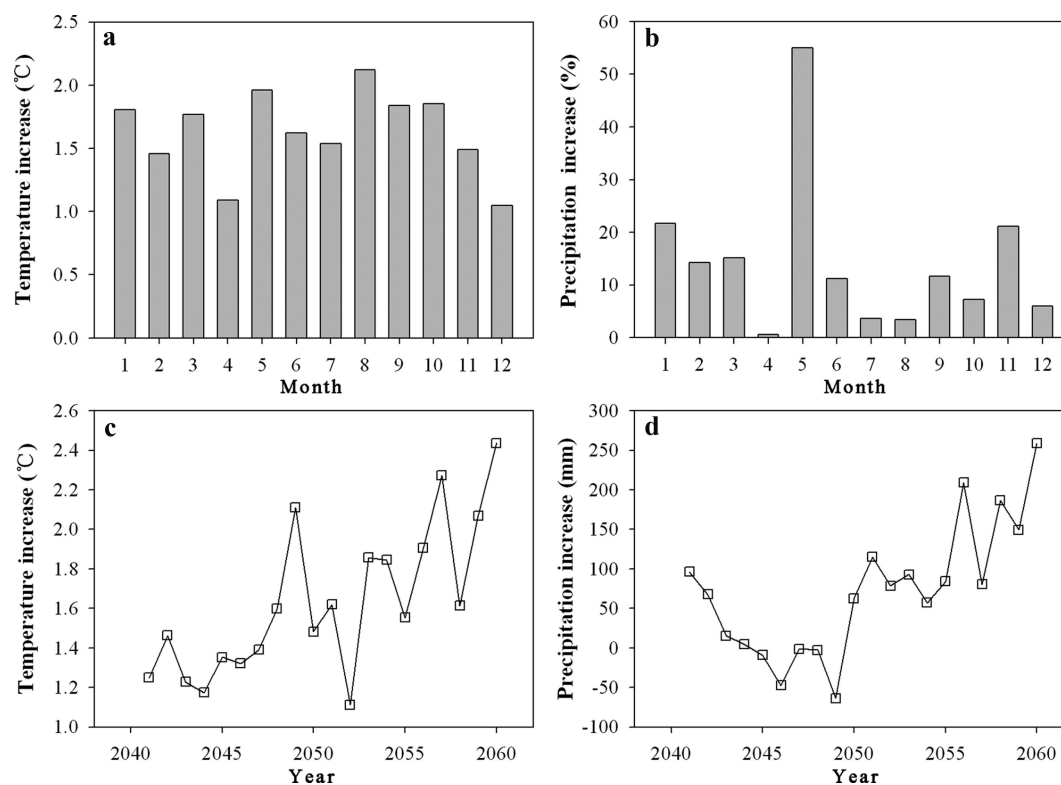 a
Temperature increase (℃)
2.5
2.0
1.5
1.0
0.5
0.0
1 2 3 4 5 6 7 8 9 10 11 12
Month
b
Precipitation increase (%)
60
50
40
30
20
10
0
1 2 3 4 5 6 7 8 9 10 11 12
Month
c
Temperature increase (℃)
2.6
2.4
2.2
2.0
1.8
1.6
1.4
1.2
1.0
2040 2045 2050 2055 2060
Year
d
Precipitation increase (mm)
300
250
200
150
100
50
0
-50
-100
2040 2045 2050 2055 2060
Year